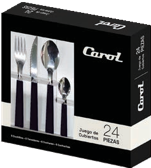 Carol
Juego de
Cubiertos
24
PIEZAS